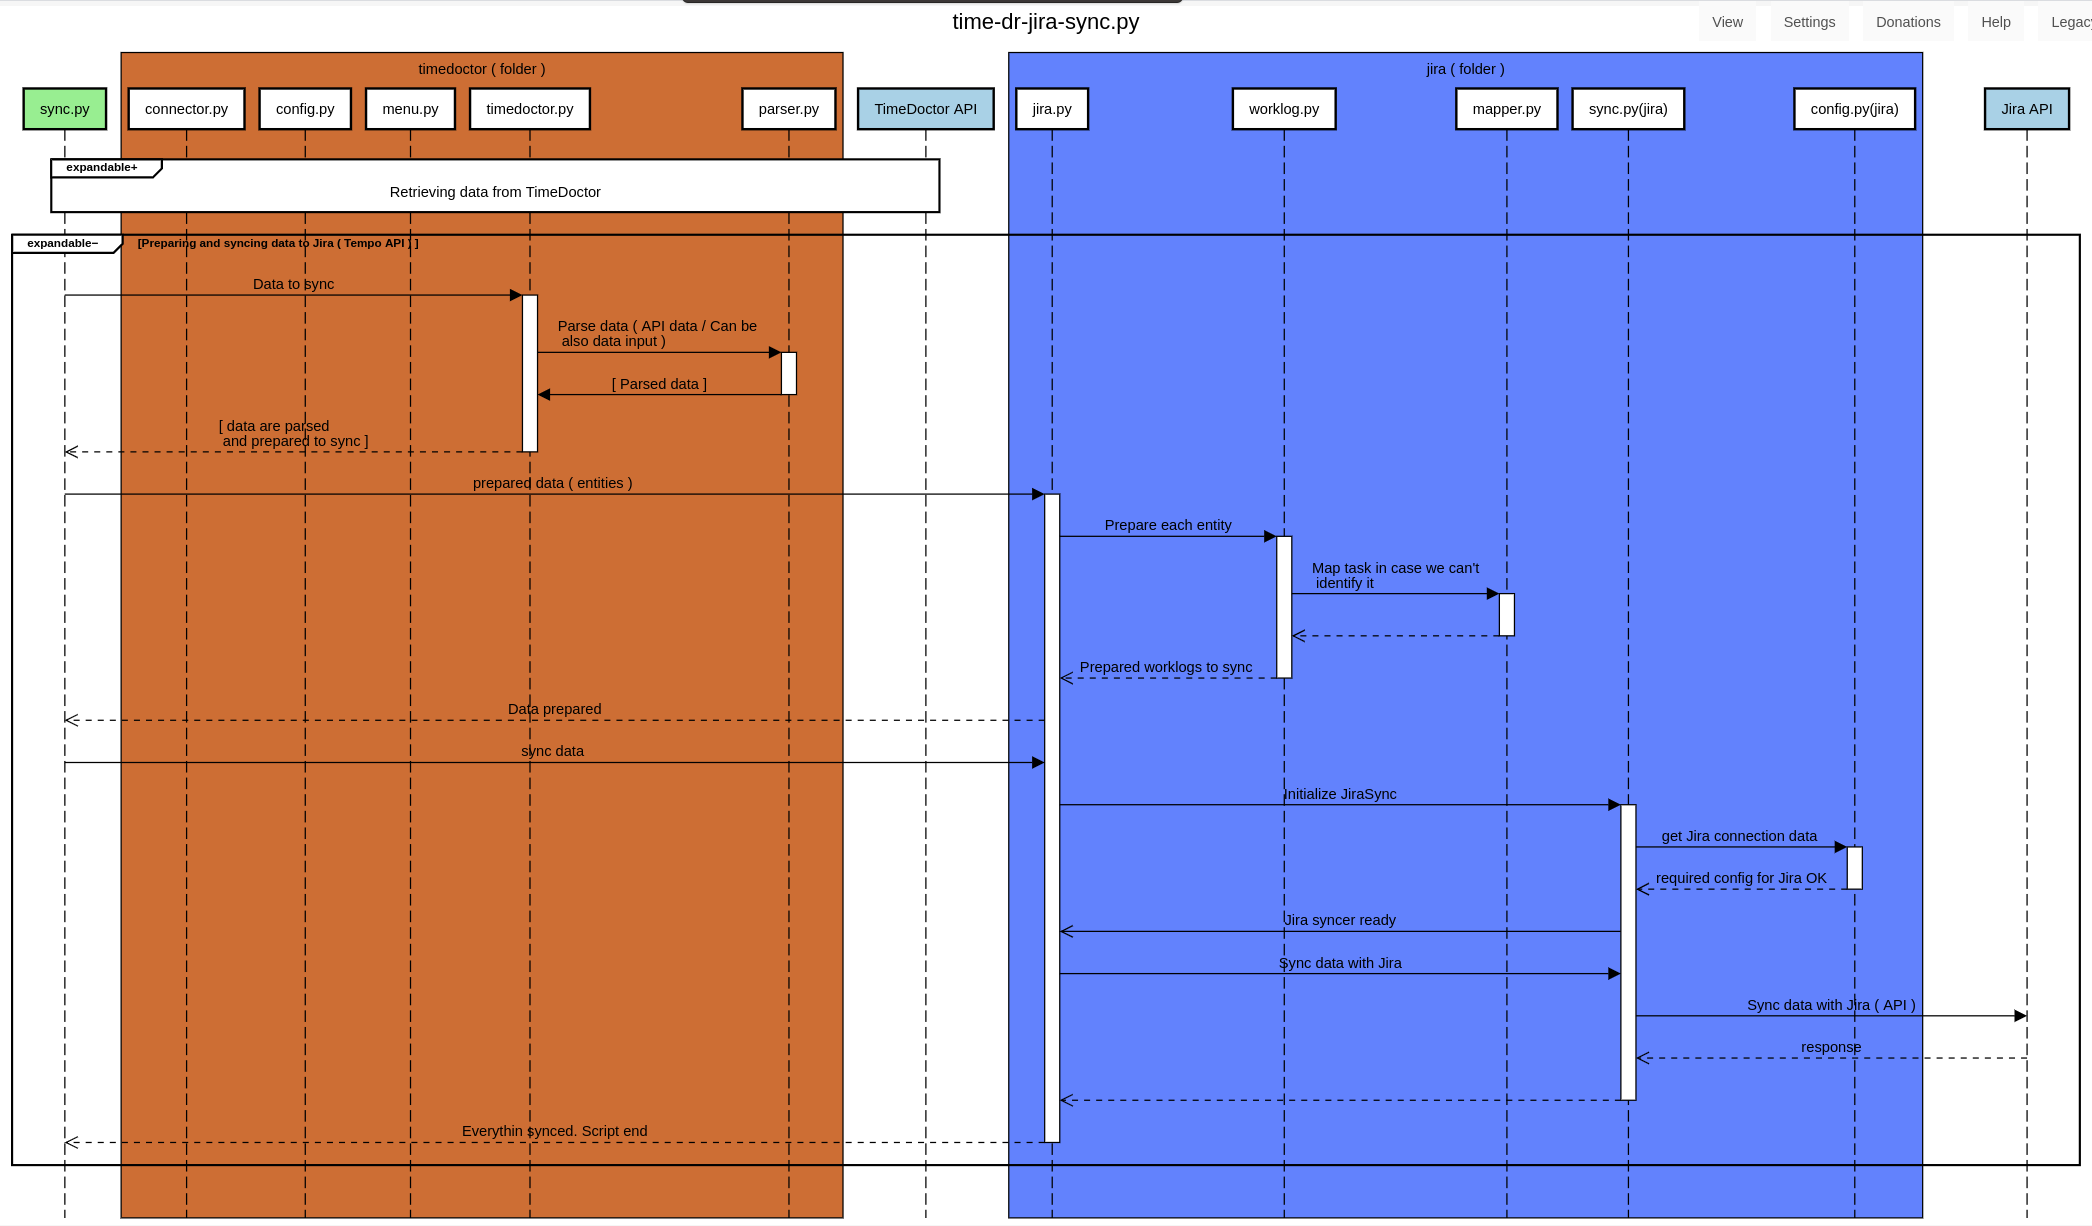 time-dr-jira-sync.py
View
Settings
Donations
Help
Legacy
timedoctor ( folder )
jira ( folder )
sync.py
connector.py
config.py
menu.py
timedoctor.py
parser.py
TimeDoctor API
jira.py
worklog.py
mapper.py
sync.py(jira)
config.py(jira)
Jira API
expandable+
Retrieving data from TimeDoctor
expandable−
[Preparing and syncing data to Jira ( Tempo API ) ]
Data to sync
Parse data ( API data / Can be
also data input )
[ Parsed data ]
[ data are parsed
and prepared to sync ]
prepared data ( entities )
Prepare each entity
Map task in case we can't
identify it
Prepared worklogs to sync
Data prepared
sync data
Initialize JiraSync
get Jira connection data
required config for Jira OK
Jira syncer ready
Sync data with Jira
Sync data with Jira ( API )
response
Everythin synced. Script end